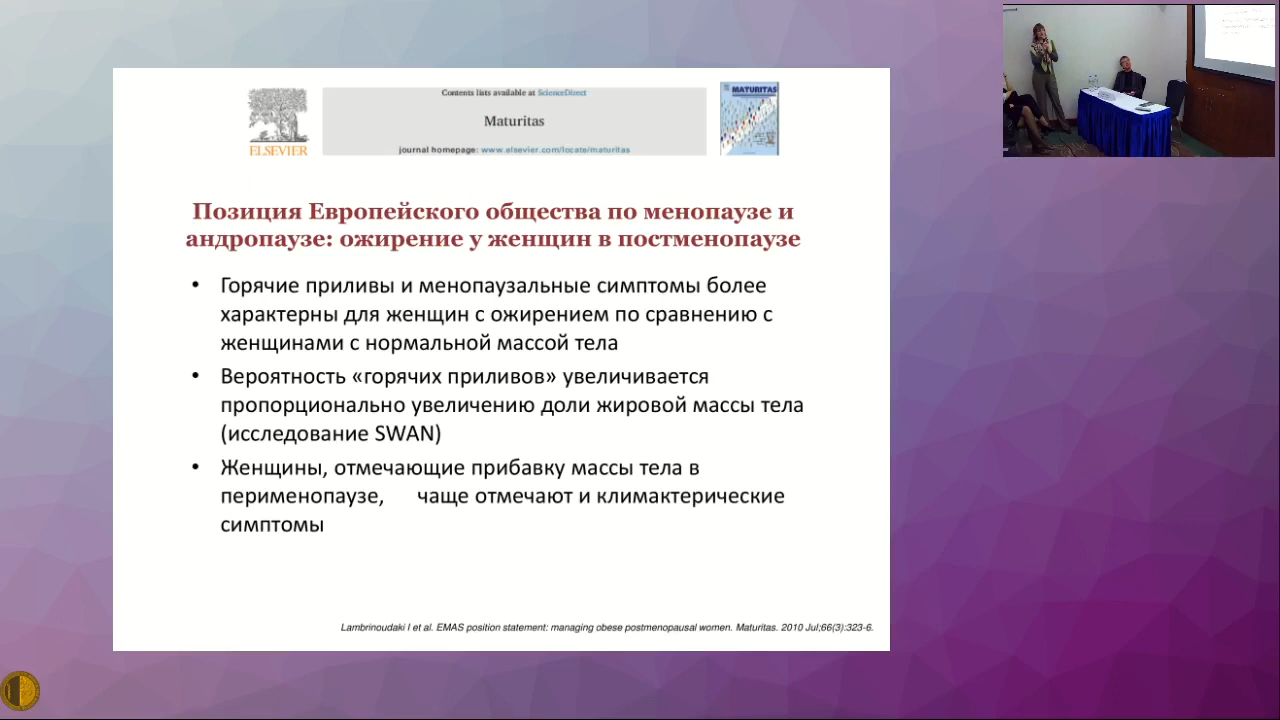 Contents lists available at ScienceDirect
Maturitas
journal homepage: www.elsevier.com/locate/maturitas
ELSEVIER
MATURITAS
Позиция Европейского общества по менопаузе и
андропаузе: ожирение у женщин в постменопаузе
• Горячие приливы и менопаузальные симптомы более
характерны для женщин с ожирением по сравнению с
женщинами с нормальной массой тела
• Вероятность «горячих приливов» увеличивается
пропорционально увеличению доли жировой массы тела
(исследование SWAN)
• Женщины, отмечающие прибавку массы тела в
перименопаузе, чаще отмечают и климактерические
симптомы
Lambrinoudaki I et al. EMAS position statement: managing obese postmenopausal women. Maturitas. 2010 Jul;66(3):323-6.